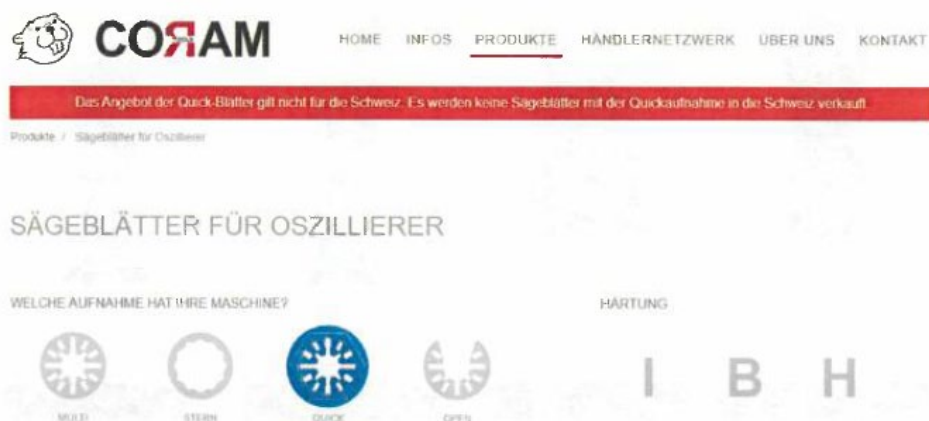 COЯAM
HOME INFOS PRODUKTE HÄNDLERNETZWERK ÜBER UNS KONTAKT
Das Angebot der Quick-Blätter gilt nicht für die Schweiz. Es werden keine Sägeblätter mit der Quickaufnahme in die Schweiz verkauft.
Produkte / Sägeblätter für Oszillierer
SÄGEBLÄTTER FÜR OSZILLIERER
WELCHE AUFNAHME HAT IHRE MASCHINE? HÄRTUNG
I B H
MULTI STERN QUICK OPEN